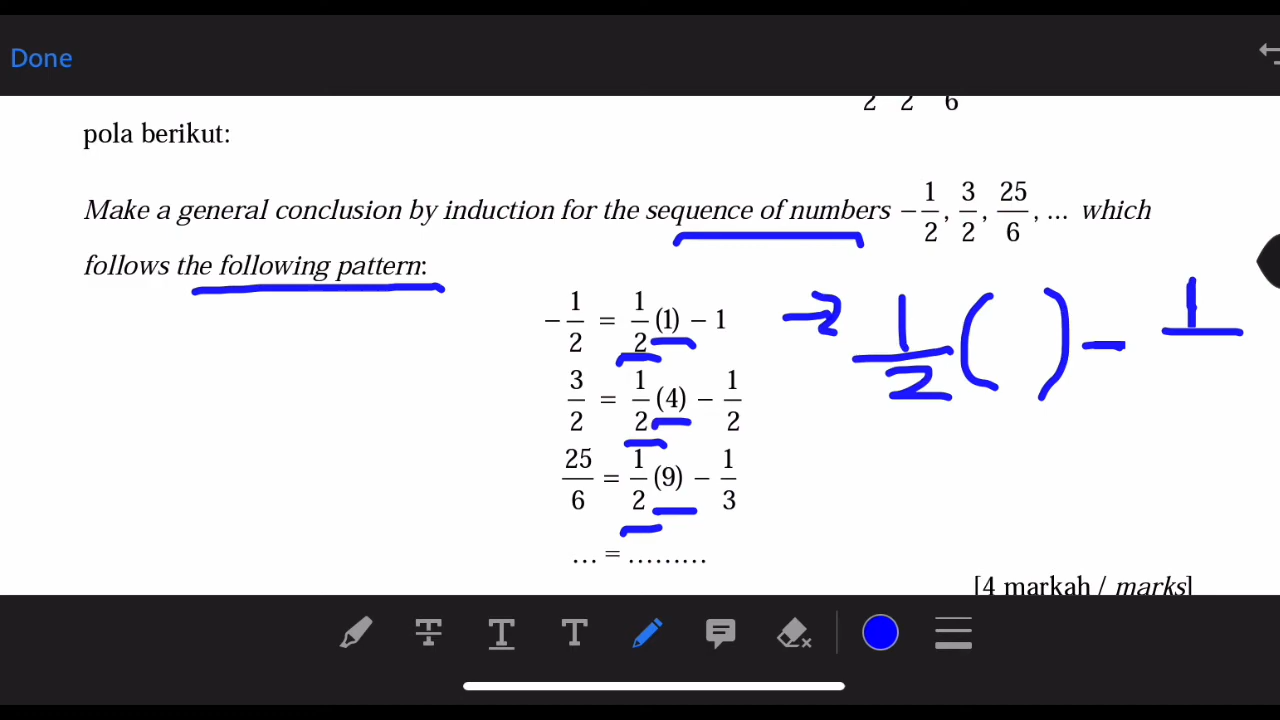 Done
2 2 6
pola berikut:
Make a general conclusion by induction for the sequence of numbers −1/2, 3/2, 25/6, ... which
follows the following pattern:
−1/2 = 1/2 (1) − 1
3/2 = 1/2 (4) − 1/2
25/6 = 1/2 (9) − 1/3
... = .........
→ 1/2 ( ) − 1/
[4 markah / marks]
T T T